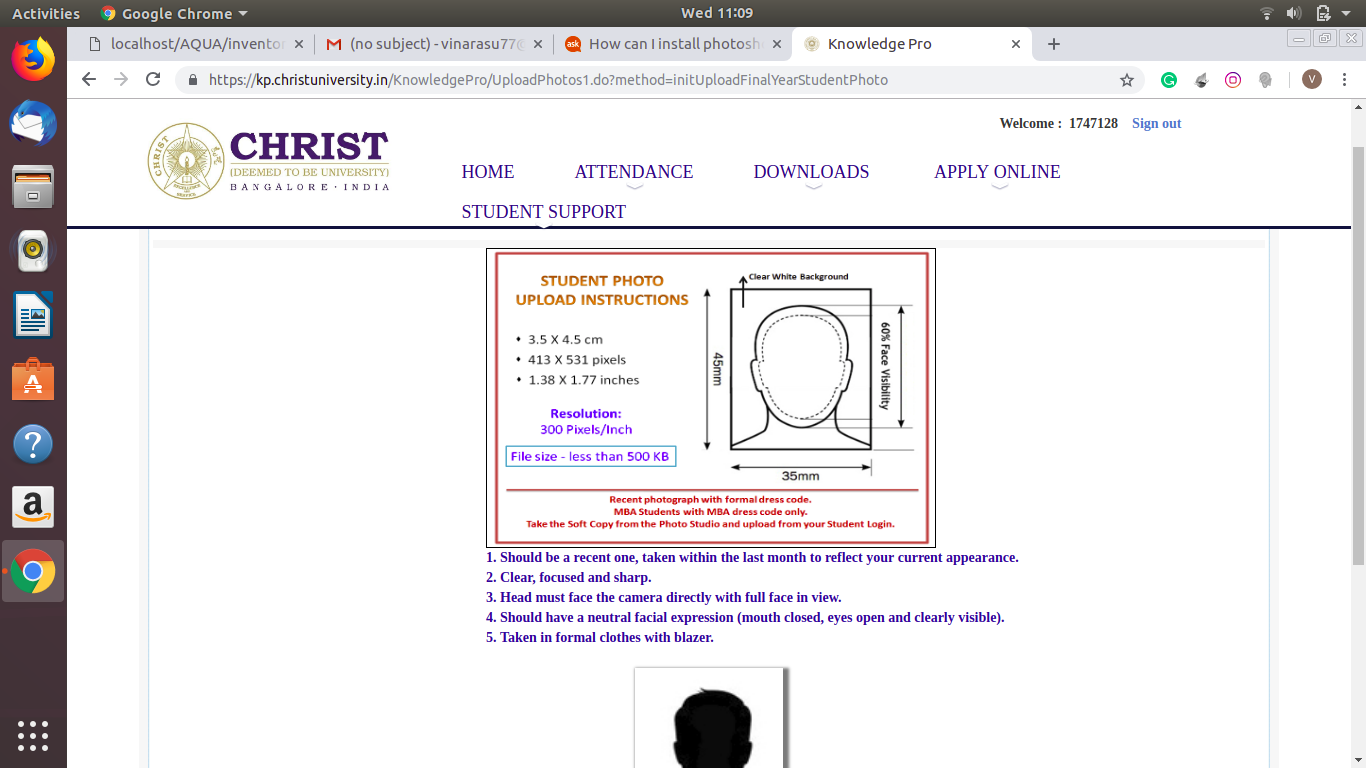 Activities
Google Chrome
Wed 11:09
localhost/AQUA/invento
(no subject) - vinarasu77@
ask
How can I install photosh
Knowledge Pro
https://kp.christuniversity.in/KnowledgePro/UploadPhotos1.do?method=initUploadFinalYearStudentPhoto
V
Welcome : 1747128 Sign out
CHRIST
(DEEMED TO BE UNIVERSITY)
BANGALORE · INDIA
HOME
ATTENDANCE
DOWNLOADS
APPLY ONLINE
STUDENT SUPPORT
STUDENT PHOTO
UPLOAD INSTRUCTIONS
• 3.5 X 4.5 cm
• 413 X 531 pixels
• 1.38 X 1.77 inches
Resolution:
300 Pixels/Inch
File size - less than 500 KB
Clear White Background
45mm
60% Face Visibility
35mm
Recent photograph with formal dress code.
MBA Students with MBA dress code only.
Take the Soft Copy from the Photo Studio and upload from your Student Login.
1. Should be a recent one, taken within the last month to reflect your current appearance.
2. Clear, focused and sharp.
3. Head must face the camera directly with full face in view.
4. Should have a neutral facial expression (mouth closed, eyes open and clearly visible).
5. Taken in formal clothes with blazer.